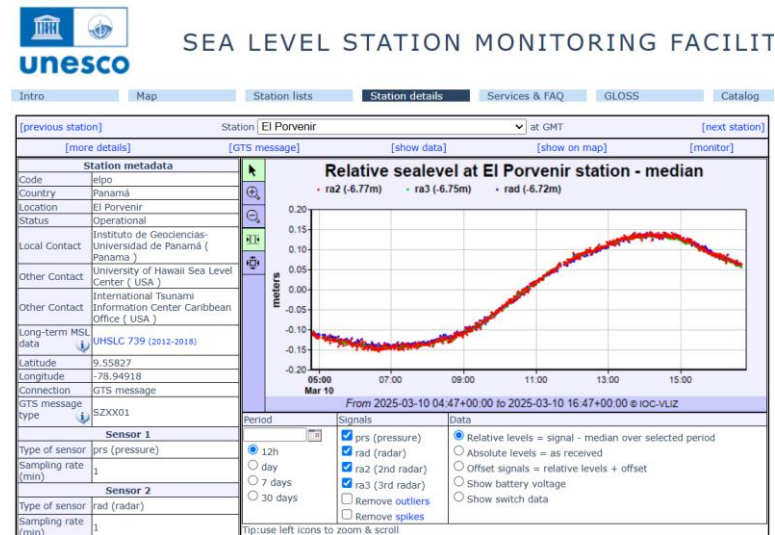 unesco
SEA LEVEL STATION MONITORING FACILIT
Intro Map Station lists Station details Services & FAQ GLOSS Catalog
[previous station] Station El Porvenir at GMT [next station]
[more details] [GTS message] [show data] [show on map] [monitor]
Station metadata
Code elpo
Country Panamá
Location El Porvenir
Status Operational
Local Contact Instituto de Geociencias-
Universidad de Panamá (
Panama )
Other Contact University of Hawaii Sea Level
Center ( USA )
Other Contact International Tsunami
Information Center Caribbean
Office ( USA )
Long-term MSL
data UHSLC 739 (2012-2018)
Latitude 9.55827
Longitude -78.94918
Connection GTS message
GTS message
type SZXX01
Sensor 1
Type of sensor prs (pressure)
Sampling rate
(min) 1
Sensor 2
Type of sensor rad (radar)
Sampling rate
(min) 1
Relative sealevel at El Porvenir station - median
ra2 (-6.77m) ra3 (-6.75m) rad (-6.72m)
meters
0.20
0.15
0.10
0.05
0.00
-0.05
-0.10
-0.15
-0.20
05:00 07:00 09:00 11:00 13:00 15:00
Mar 10
From 2025-03-10 04:47+00:00 to 2025-03-10 16:47+00:00 © IOC-VLIZ
Period
12h
day
7 days
30 days
Signals
prs (pressure)
rad (radar)
ra2 (2nd radar)
ra3 (3rd radar)
Remove outliers
Remove spikes
Data
Relative levels = signal - median over selected period
Absolute levels = as received
Offset signals = relative levels + offset
Show battery voltage
Show switch data
Tip:use left icons to zoom & scroll